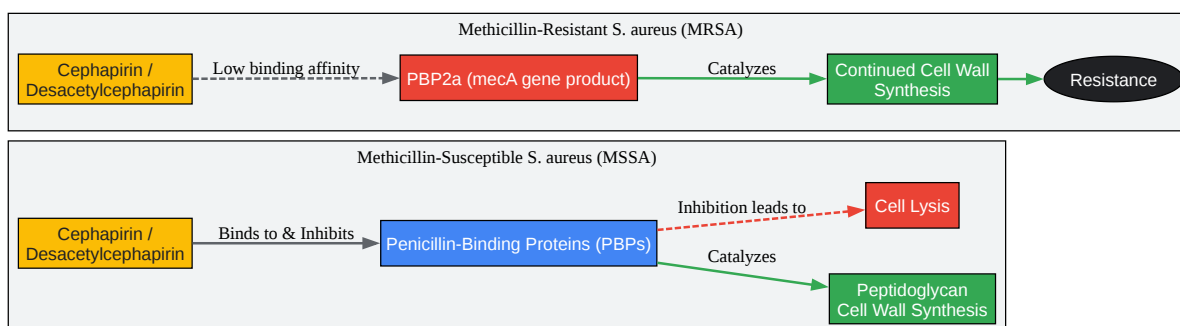 Methicillin-Resistant S. aureus (MRSA)
Cephapirin /
Desacetylcephapirin
Low binding affinity
PBP2a (mecA gene product)
Catalyzes
Continued Cell Wall
Synthesis
Resistance
Methicillin-Susceptible S. aureus (MSSA)
Cephapirin /
Desacetylcephapirin
Binds to & Inhibits
Penicillin-Binding Proteins (PBPs)
Inhibition leads to
Cell Lysis
Catalyzes
Peptidoglycan
Cell Wall Synthesis